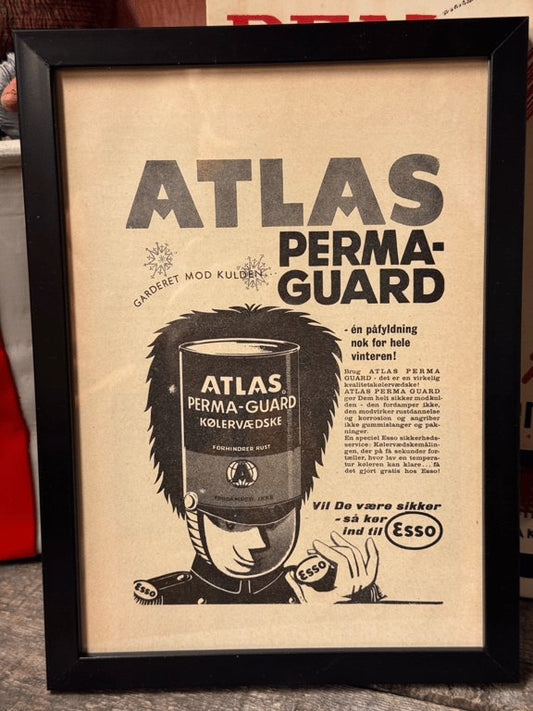 ATLAS
PERMA-
GUARD
GARDERET MOD KULDEN...
- én påfyldning
nok for hele
vinteren!
Brug ATLAS PERMA
GUARD - det er en virkelig
kvalitetskølervædske!
ATLAS PERMA GUARD
gør Dem helt sikker modkul-
den - den fordamper ikke,
den modvirker rustdannelse
og korrosion og angriber
ikke gummislanger og pak-
ninger.
En speciel Esso sikkerheds-
service: Kølervædskemålin-
gen, der på få sekunder for-
tæller, hvor lav en tempera-
tur køleren kan klare... få
det gjort gratis hos Esso!
ATLAS
PERMA-GUARD
KØLERVÆDSKE
FORHINDRER RUST
A
FORDAMPER IKKE
Vil De være sikker
- så kør
ind til Esso
Esso
Esso